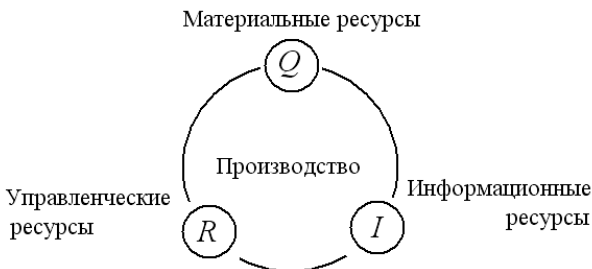 Материальные ресурсы
Q
Производство
Управленческие
ресурсы
R
I
Информационные
ресурсы